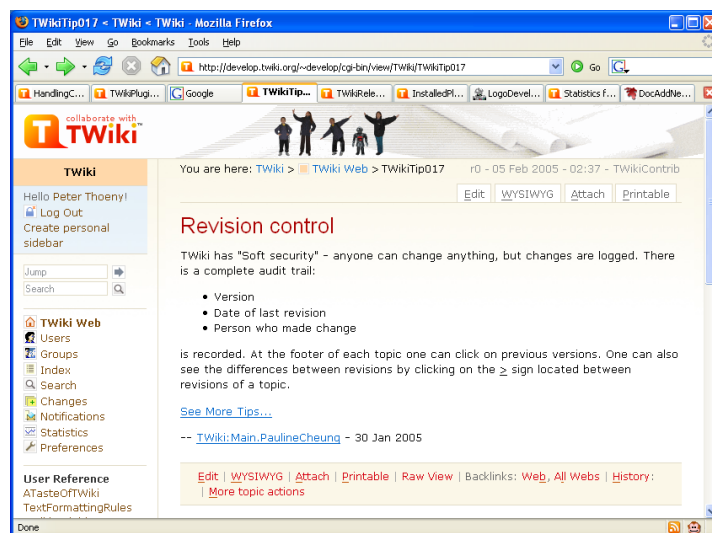 TWikiTip017 < TWiki < TWiki - Mozilla Firefox
File Edit View Go Bookmarks Tools Help
http://develop.twiki.org/~develop/cgi-bin/view/TWiki/TWikiTip017 Go G
HandlingC... TWikiPlugi... Google TWikiTip... TWikiRele... InstalledPl... LogoDevel... Statistics f... DocAddNe...
collaborate with
TWiki™
TWiki
You are here: TWiki > TWiki Web > TWikiTip017 r0 - 05 Feb 2005 - 02:37 - TWikiContrib
Edit WYSIWYG Attach Printable
Hello Peter Thoeny!
Log Out
Create personal
sidebar
Jump
Search
TWiki Web
Users
Groups
Index
Search
Changes
Notifications
Statistics
Preferences
User Reference
ATasteOfTWiki
TextFormattingRules
Revision control
TWiki has "Soft security" - anyone can change anything, but changes are logged. There
is a complete audit trail:
• Version
• Date of last revision
• Person who made change
is recorded. At the footer of each topic one can click on previous versions. One can also
see the differences between revisions by clicking on the > sign located between
revisions of a topic.
See More Tips...
-- TWiki:Main.PaulineCheung - 30 Jan 2005
Edit | WYSIWYG | Attach | Printable | Raw View | Backlinks: Web, All Webs | History:
| More topic actions
Done